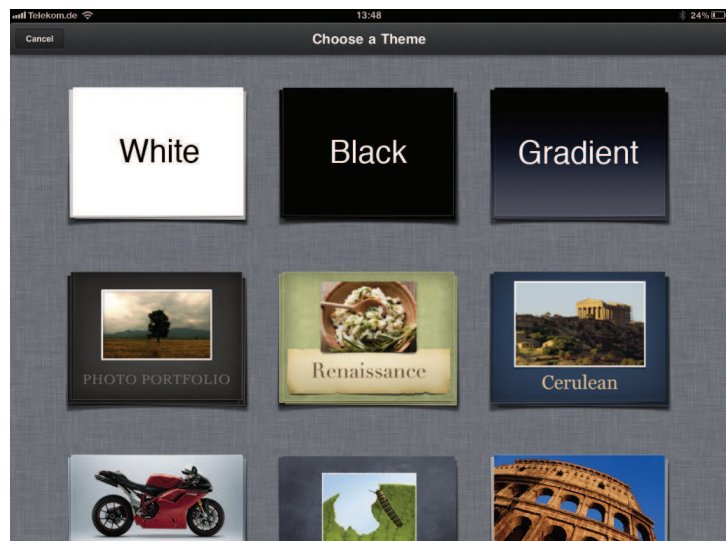 Telekom.de 13:48 24%
Cancel Choose a Theme
White Black Gradient
PHOTO PORTFOLIO Renaissance Cerulean